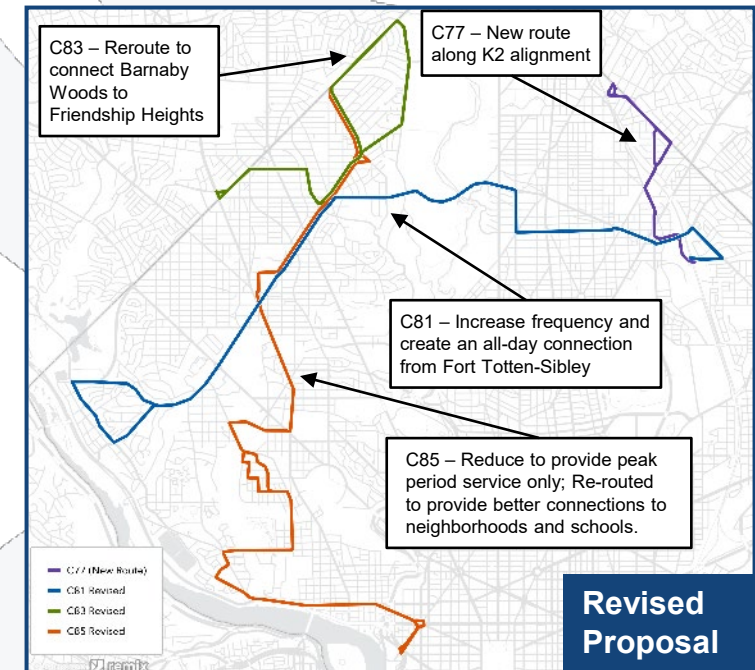 C83 – Reroute to
connect Barnaby
Woods to
Friendship Heights
C77 – New route
along K2 alignment
C81 – Increase frequency and
create an all-day connection
from Fort Totten-Sibley
C85 – Reduce to provide peak
period service only; Re-routed
to provide better connections to
neighborhoods and schools.
C77 (New Route)
C81 Revised
C83 Revised
C85 Revised
remix
Revised
Proposal